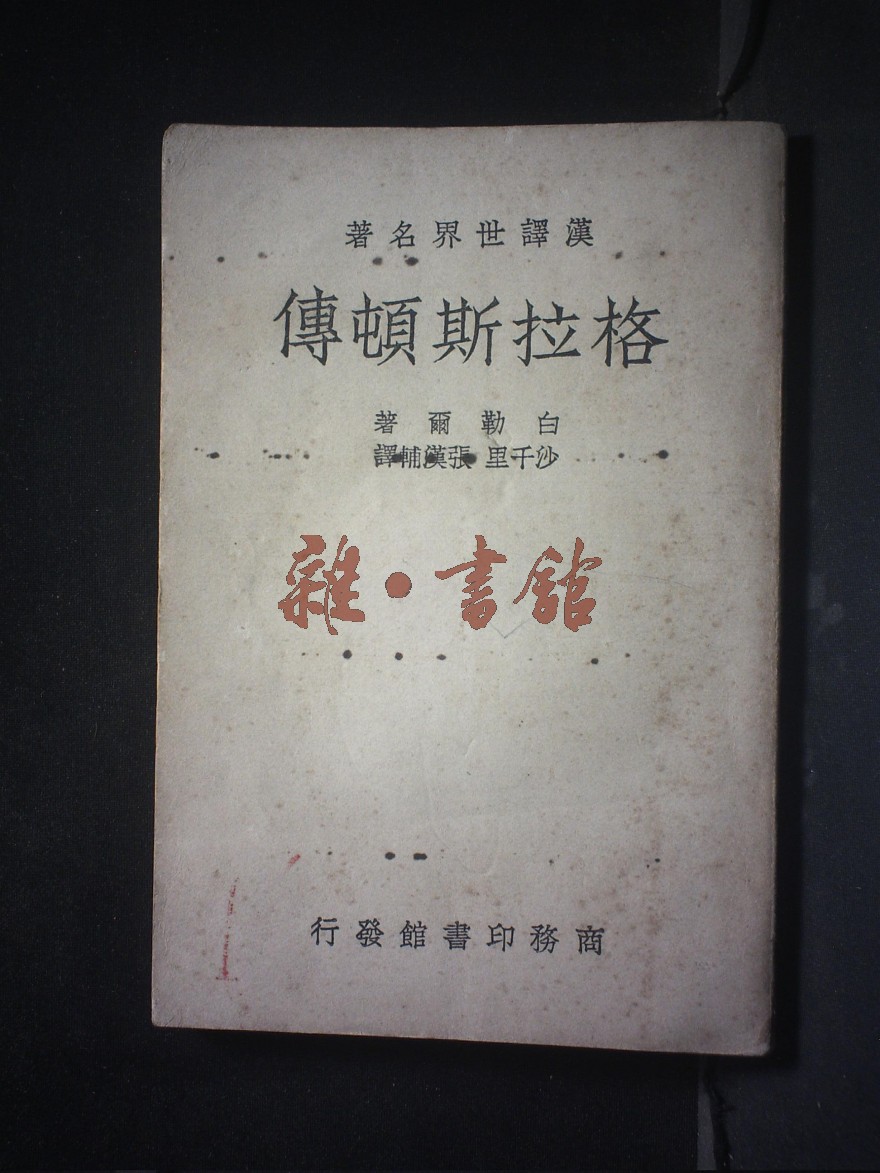 漢譯世界名著
格拉斯頓傳
白勒爾著
沙千里 張漢輔譯
雜·書館
商務印書館發行